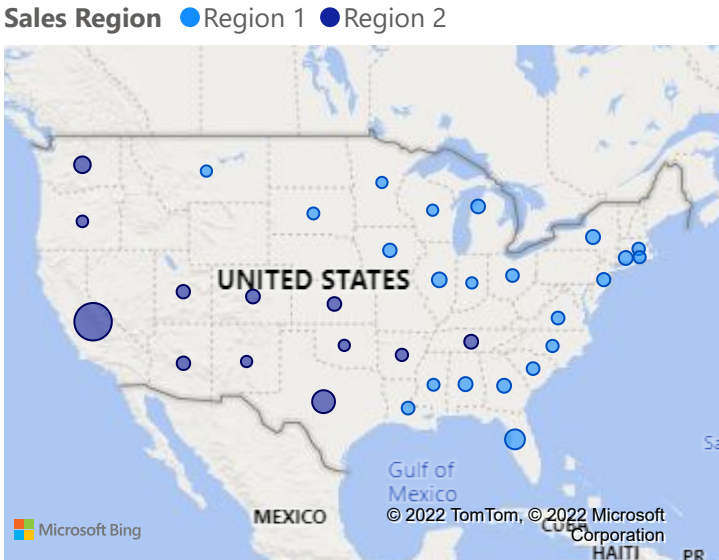 Sales Region Region 1 Region 2
UNITED STATES
Gulf of
Mexico
MEXICO
© 2022 TomTom, © 2022 Microsoft
Corporation
CUBA
HAITI
PR
Sa
Microsoft Bing